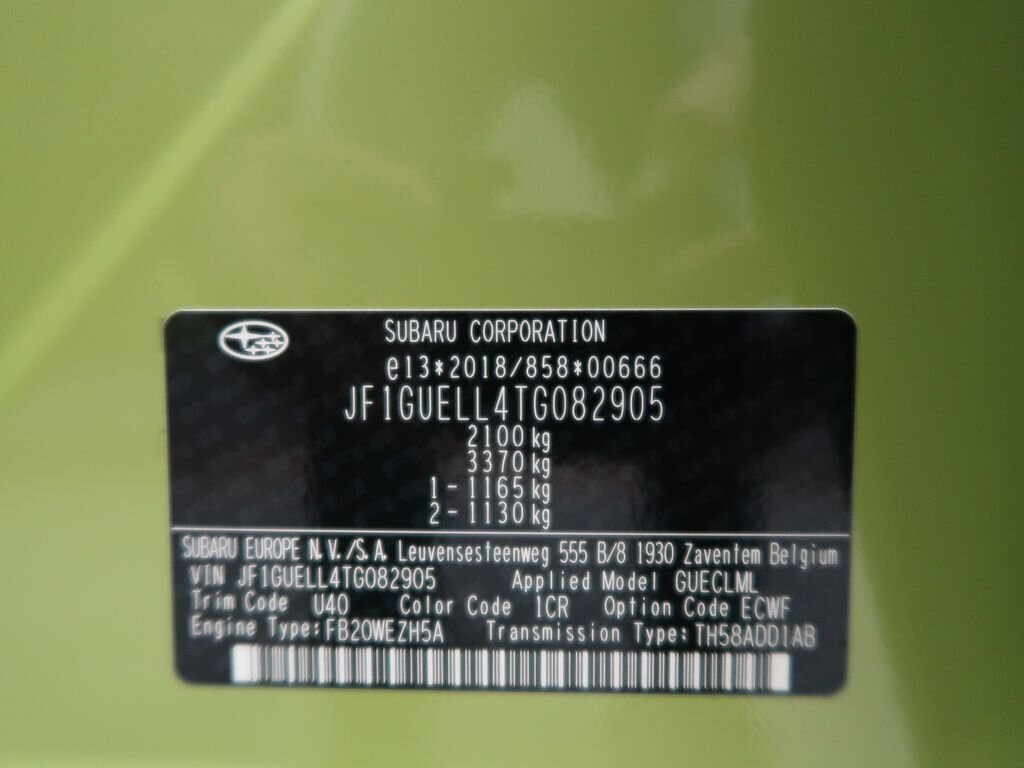 SUBARU CORPORATION
e13*2018/858*00666
JF1GUELL4TG082905
2100 kg
3370 kg
1 - 1165 kg
2 - 1130 kg
SUBARU EUROPE N.V./S.A. Leuvensesteenweg 555 B/8 1930 Zaventem Belgium
VIN JF1GUELL4TG082905 Applied Model GUECLML
Trim Code U40 Color Code 1CR Option Code ECWF
Engine Type:FB20WEZH5A Transmission Type:TH58ADD1AB